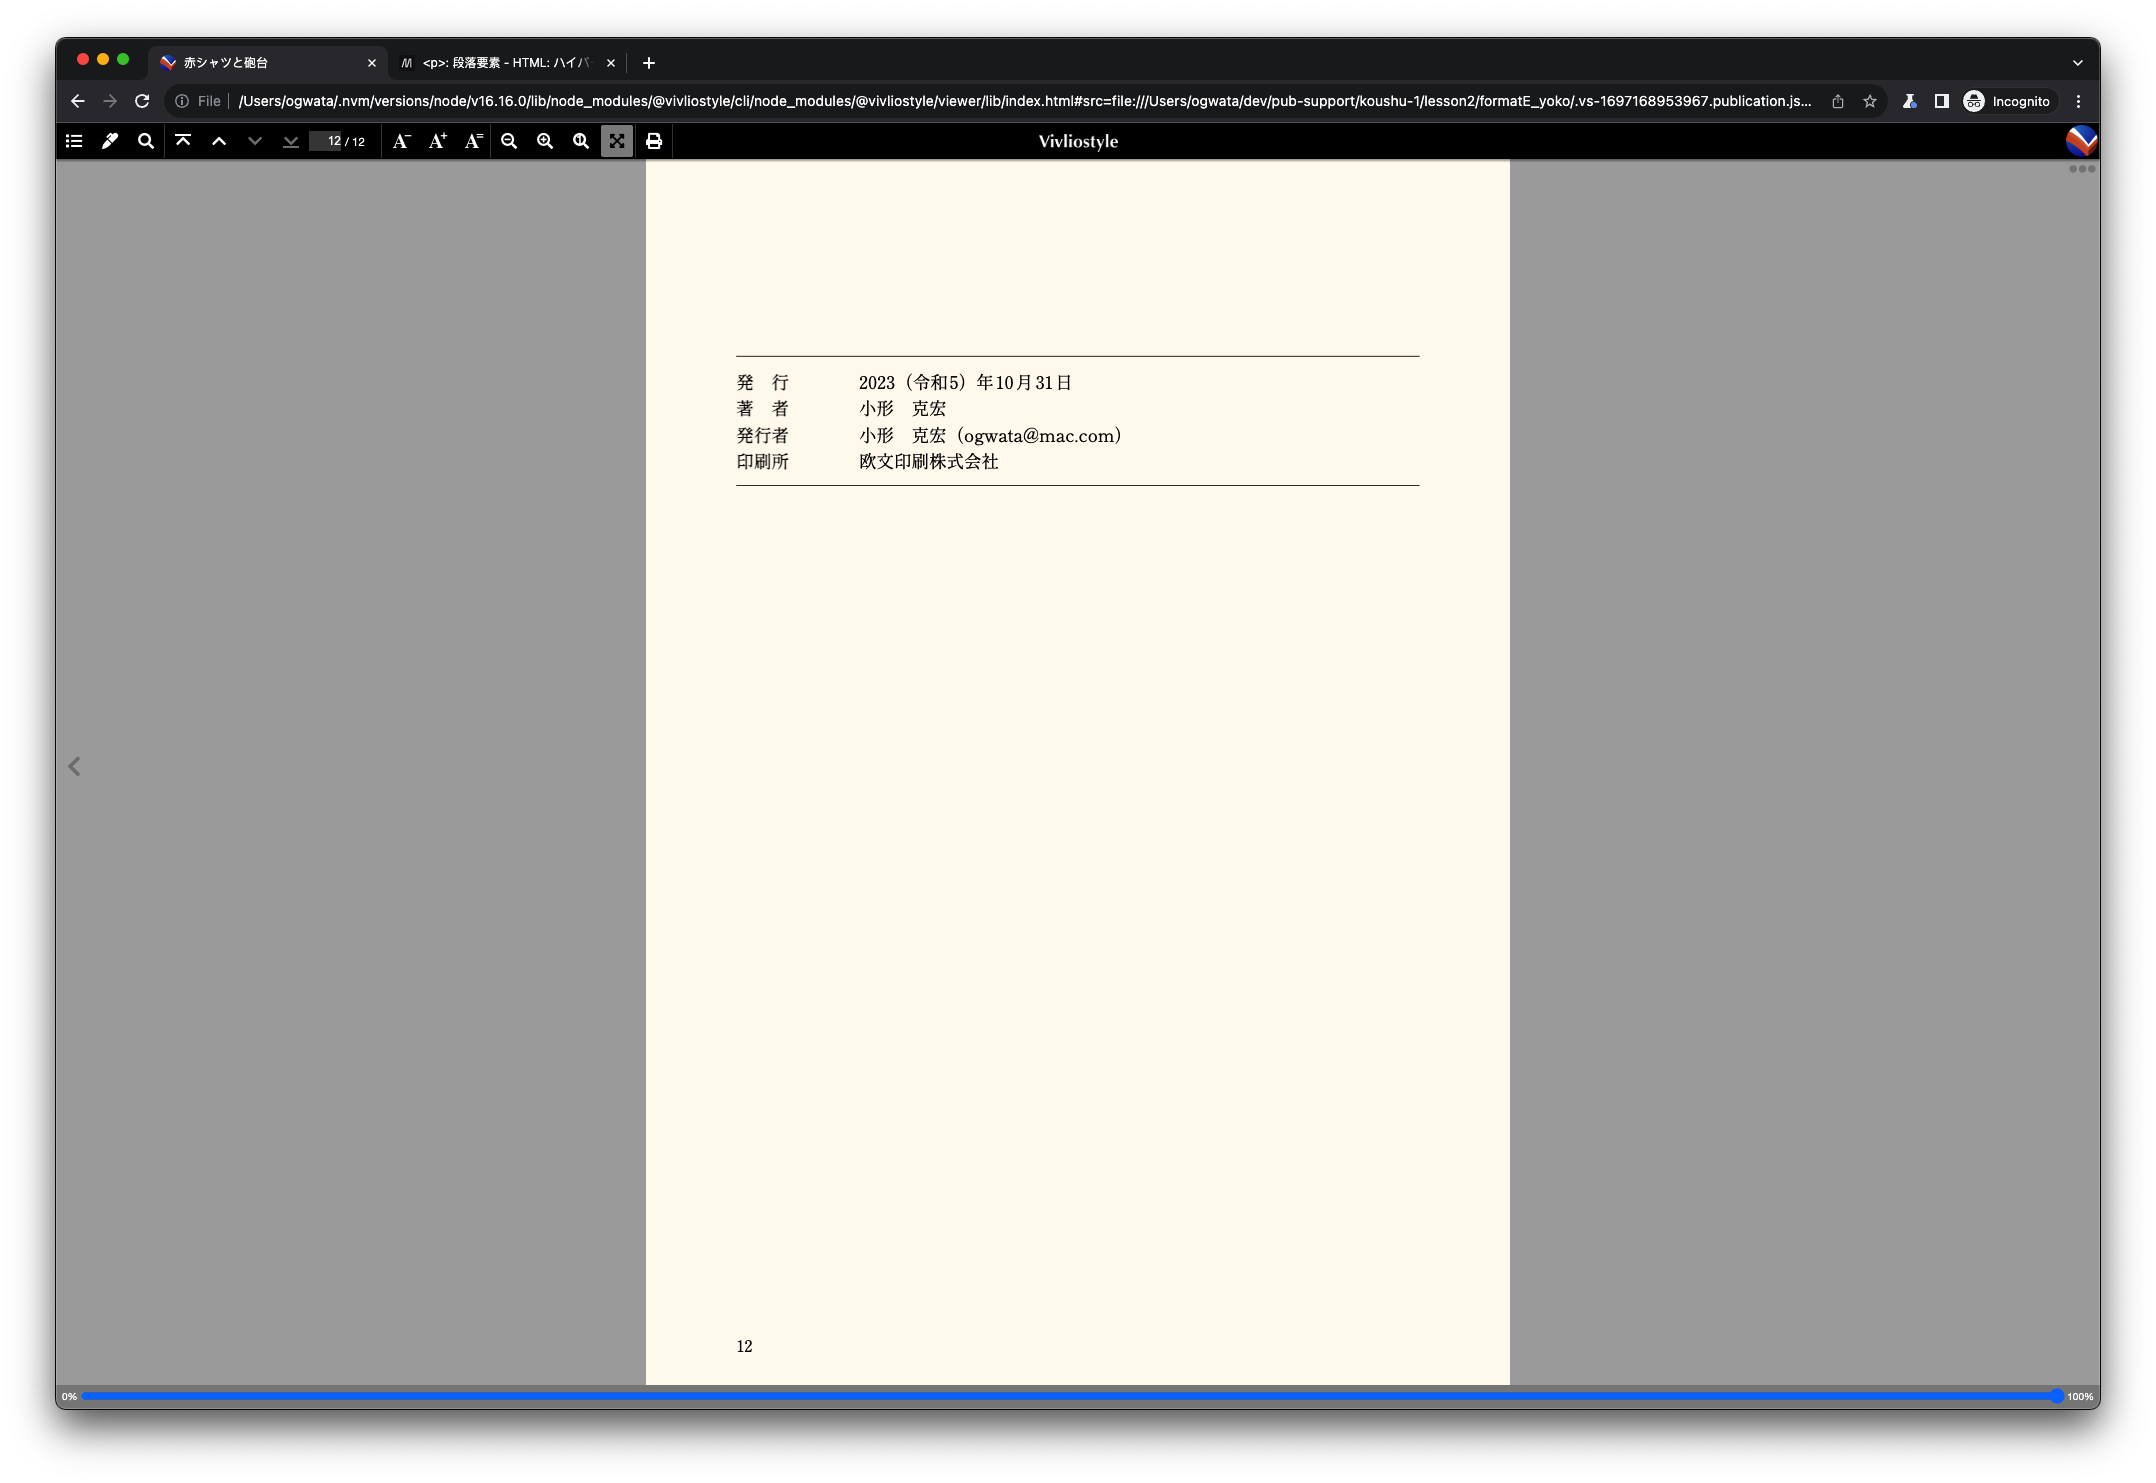 赤シャツと砲台
<p>: 段落要素 - HTML: ハイパ
File
/Users/ogwata/.nvm/versions/node/v16.16.0/lib/node_modules/@vivliostyle/cli/node_modules/@vivliostyle/viewer/lib/index.html#src=file:///Users/ogwata/dev/pub-support/koushu-1/lesson2/formatE_yoko/.vs-1697168953967.publication.js...
Incognito
12 / 12
A- A+ A=
Vivliostyle
発　行 2023（令和5）年10月31日
著　者 小形　克宏
発行者 小形　克宏（ogwata@mac.com）
印刷所 欧文印刷株式会社
12
0% 100%